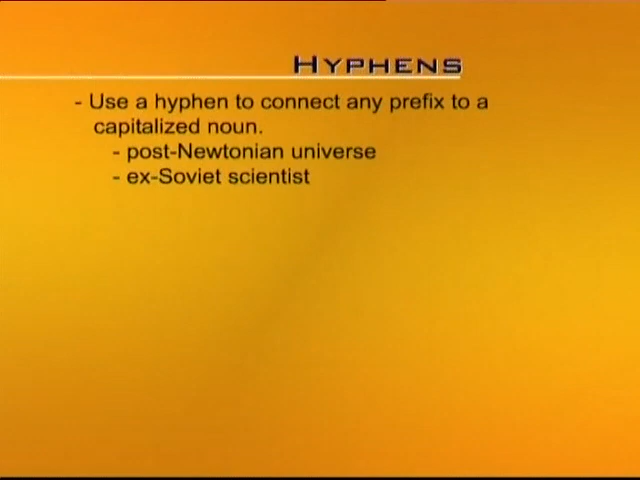 HYPHENS
- Use a hyphen to connect any prefix to a
capitalized noun.
- post-Newtonian universe
- ex-Soviet scientist